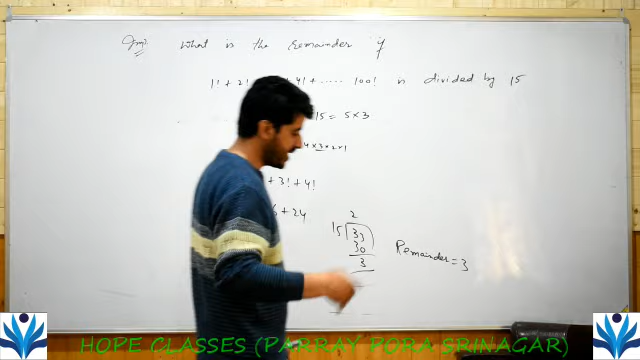 What is the remainder if
1! + 2! + 4! + ...... 100! is divided by 15
15 = 5 × 3
4 × 3 × 2 × 1
+ 3! + 4!
+ 24
2
15 33
30
3
Remainder = 3
HOPE CLASSES (PARRAY PORA SRINAGAR)